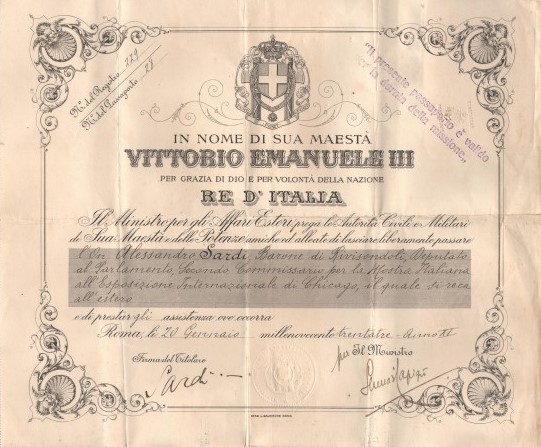 Nº del Registro 229
Nº del Passaporto 28
"Il presente passaporto è valido
per la durata della missione„
IN NOME DI SUA MAESTÀ
VITTORIO EMANUELE III
PER GRAZIA DI DIO E PER VOLONTÀ DELLA NAZIONE
RE D'ITALIA
Il Ministro per gli Affari Esteri prega le Autorità Civili e Militari
di Sua Maestà e delle Potenze amiche ed alleate di lasciare liberamente passare
l'On. Alessandro Sardi, Barone di Rivisondoli, Deputato
al Parlamento, Secondo Commissario per la Mostra Italiana
all'Esposizione Internazionale di Chicago, il quale si reca
all'estero
e di prestargli assistenza ove occorra
Roma, le 20 Gennaio millenovecento trentatre - Anno XI
Firma del Titolare
per Il Ministro
Sardi